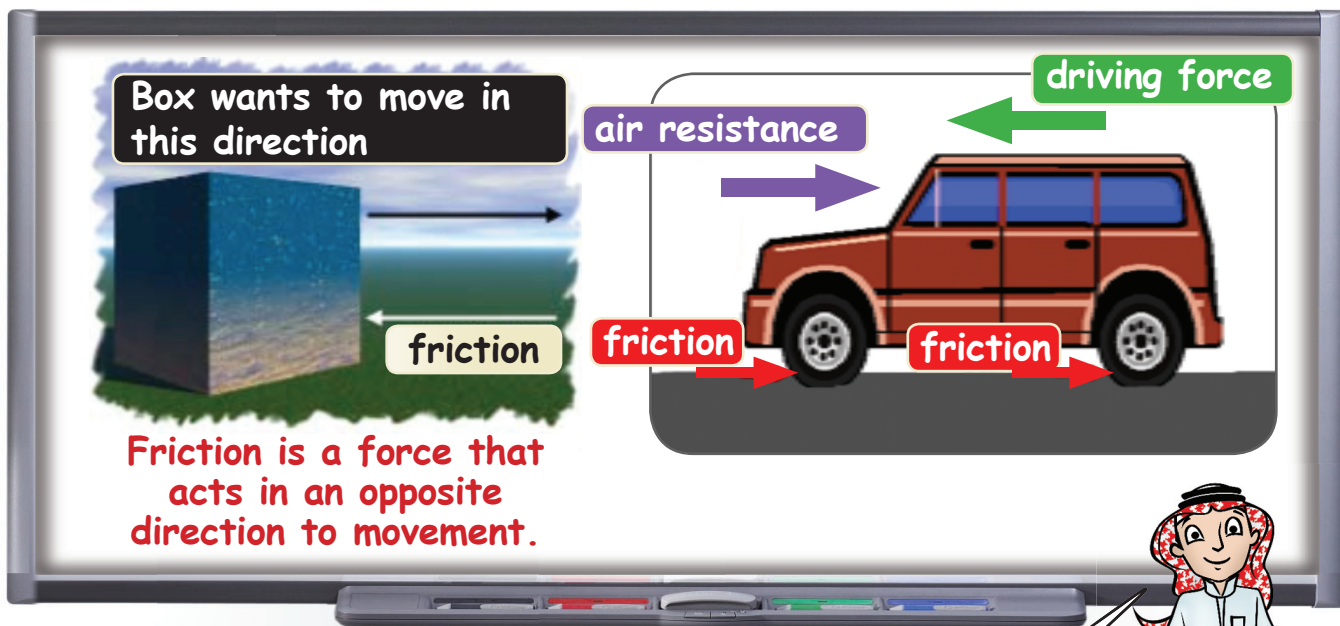 Box wants to move in
this direction
friction
Friction is a force that
acts in an opposite
direction to movement.
driving force
air resistance
friction
friction